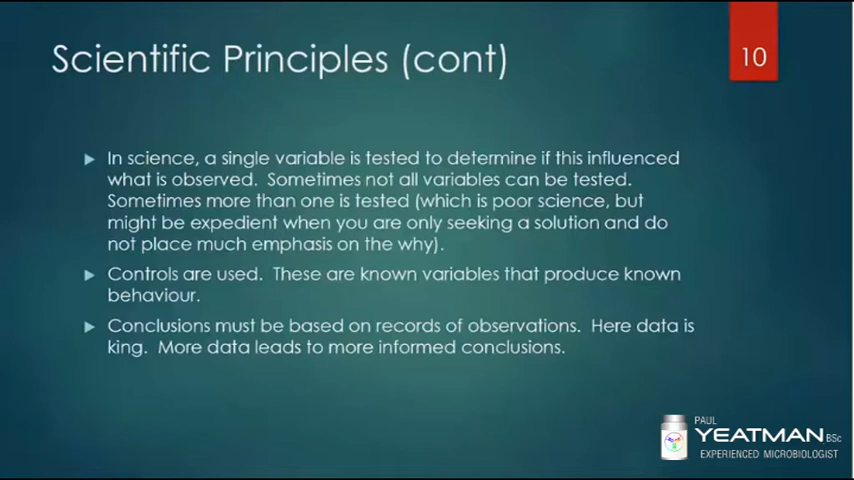 Scientific Principles (cont)
10
In science, a single variable is tested to determine if this influenced
what is observed. Sometimes not all variables can be tested.
Sometimes more than one is tested (which is poor science, but
might be expedient when you are only seeking a solution and do
not place much emphasis on the why).
Controls are used. These are known variables that produce known
behaviour.
Conclusions must be based on records of observations. Here data is
king. More data leads to more informed conclusions.
PAUL
YEATMAN BSc
EXPERIENCED MICROBIOLOGIST